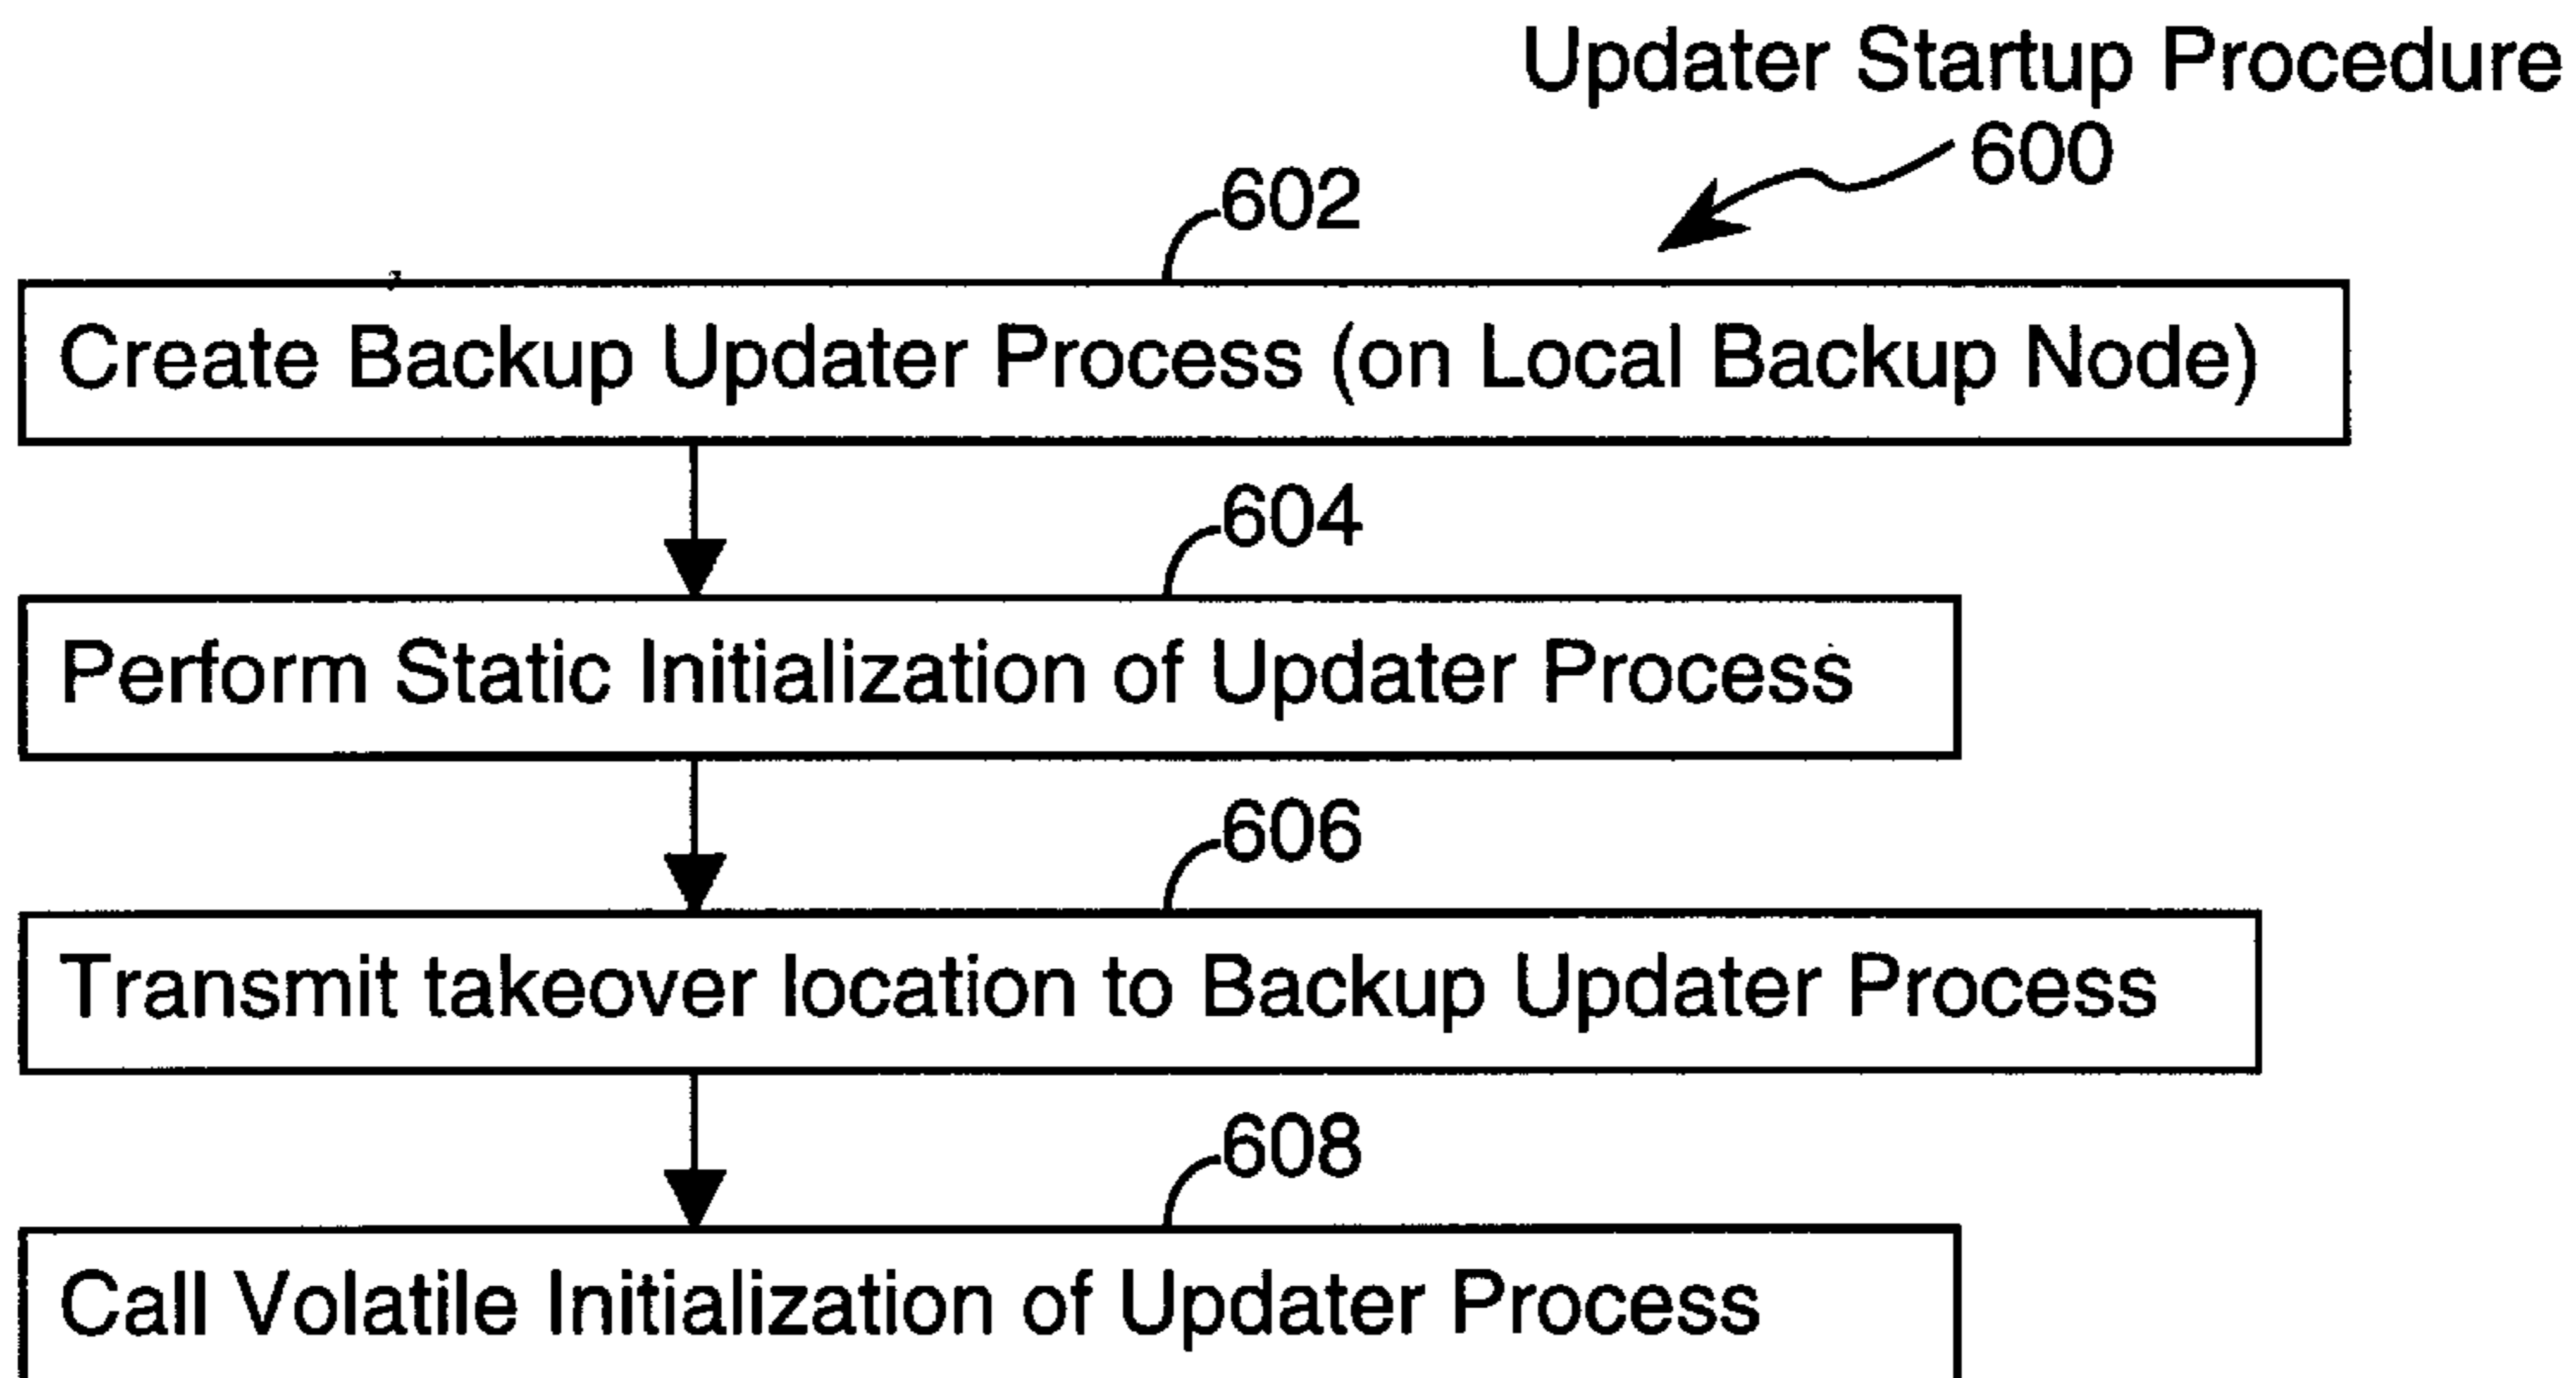 Updater Startup Procedure
600
602
Create Backup Updater Process (on Local Backup Node)
604
Perform Static Initialization of Updater Process
606
Transmit takeover location to Backup Updater Process
608
Call Volatile Initialization of Updater Process